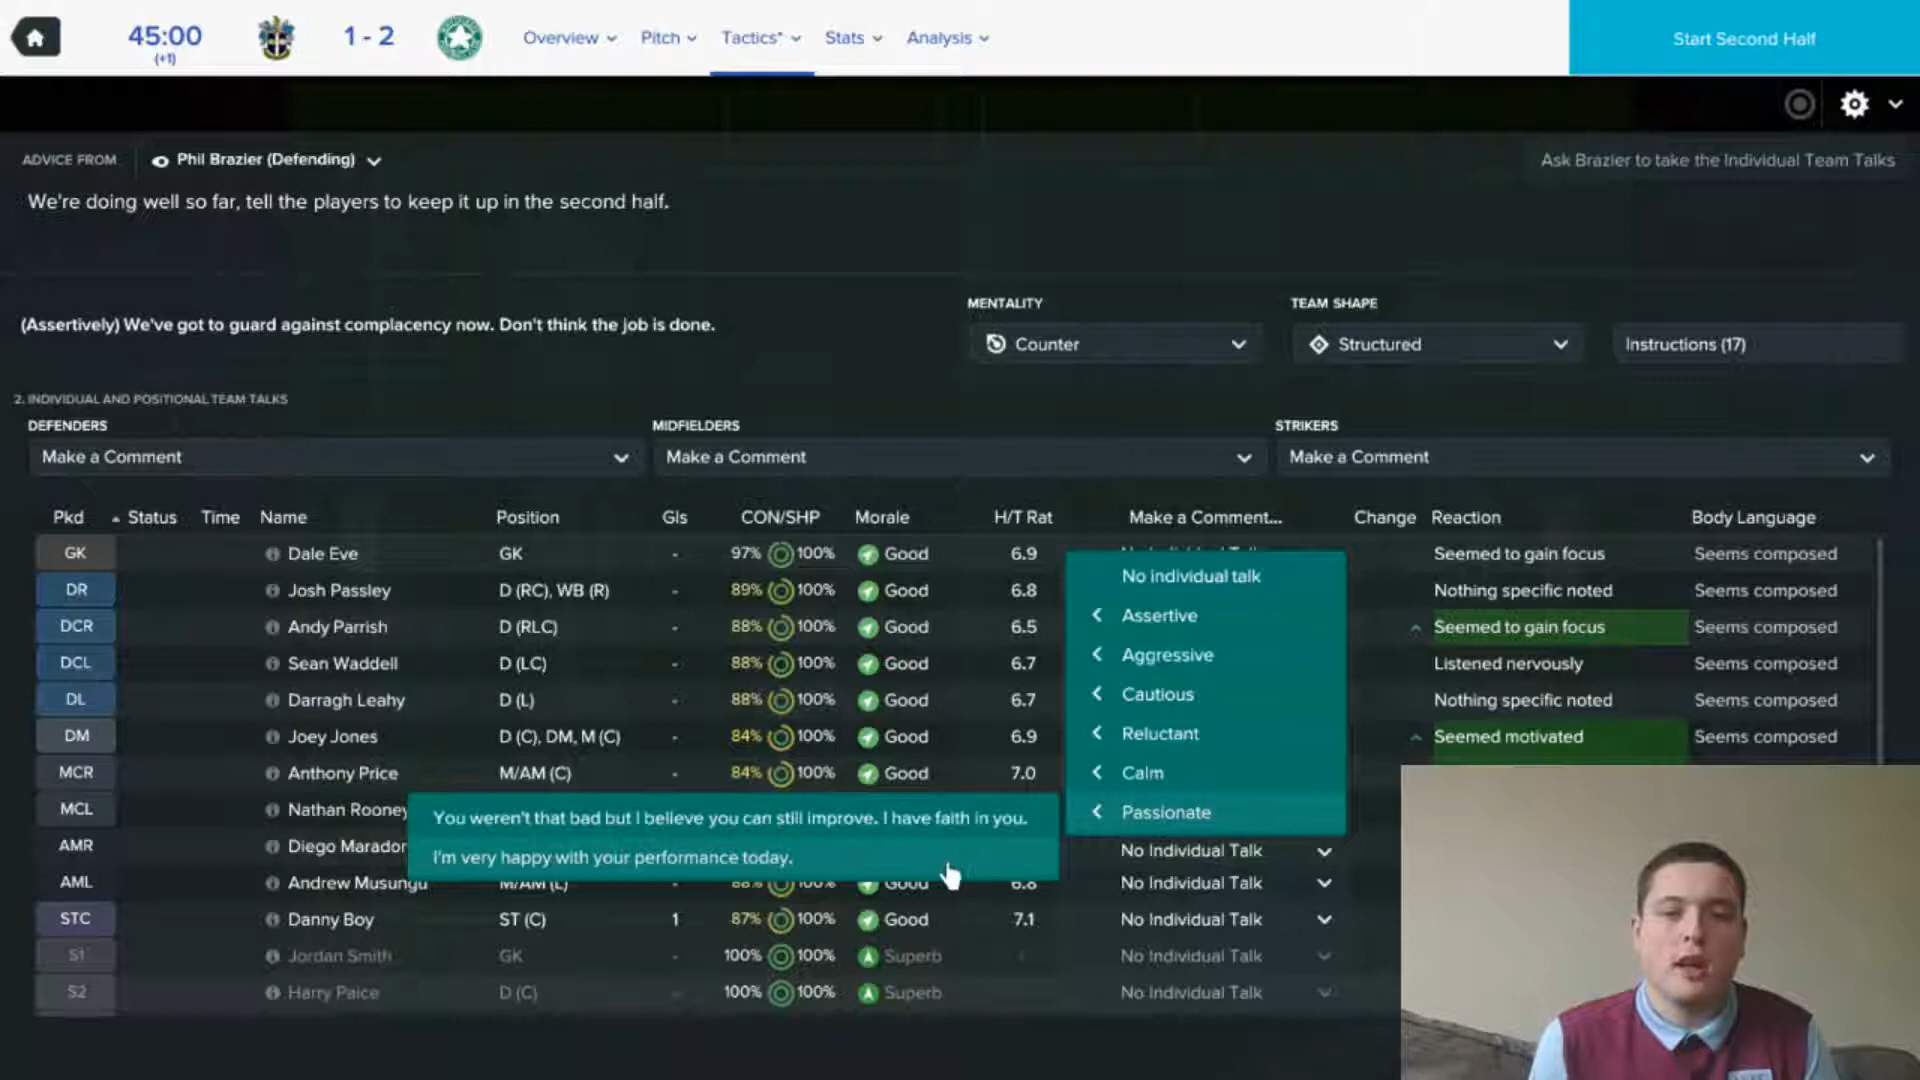 45:00
(+1)
1 - 2
Overview
Pitch
Tactics*
Stats
Analysis
Start Second Half
ADVICE FROM
Phil Brazier (Defending)
Ask Brazier to take the Individual Team Talks
We're doing well so far, tell the players to keep it up in the second half.
MENTALITY
TEAM SHAPE
(Assertively) We've got to guard against complacency now. Don't think the job is done.
Counter
Structured
Instructions (17)
2. INDIVIDUAL AND POSITIONAL TEAM TALKS
DEFENDERS
MIDFIELDERS
STRIKERS
Make a Comment
Make a Comment
Make a Comment
Pkd Status Time Name Position Gls CON/SHP Morale H/T Rat Make a Comment... Change Reaction Body Language
GK Dale Eve GK - 97% 100% Good 6.9 Seemed to gain focus Seems composed
DR Josh Passley D (RC), WB (R) - 89% 100% Good 6.8 Nothing specific noted Seems composed
DCR Andy Parrish D (RLC) - 88% 100% Good 6.5 Seemed to gain focus Seems composed
DCL Sean Waddell D (LC) - 88% 100% Good 6.7 Listened nervously Seems composed
DL Darragh Leahy D (L) - 88% 100% Good 6.7 Nothing specific noted Seems composed
DM Joey Jones D (C), DM, M (C) - 84% 100% Good 6.9 Seemed motivated Seems composed
MCR Anthony Price M/AM (C) - 84% 100% Good 7.0
MCL Nathan Rooney
AMR Diego Marador No Individual Talk
AML Andrew Musungu M/AM (L) 88% 100% Good 6.8 No Individual Talk
STC Danny Boy ST (C) 1 87% 100% Good 7.1 No Individual Talk
S1 Jordan Smith GK - 100% 100% Superb - No Individual Talk
S2 Harry Paice D (C) - 100% 100% Superb No Individual Talk
No individual talk
Assertive
Aggressive
Cautious
Reluctant
Calm
Passionate
You weren't that bad but I believe you can still improve. I have faith in you.
I'm very happy with your performance today.